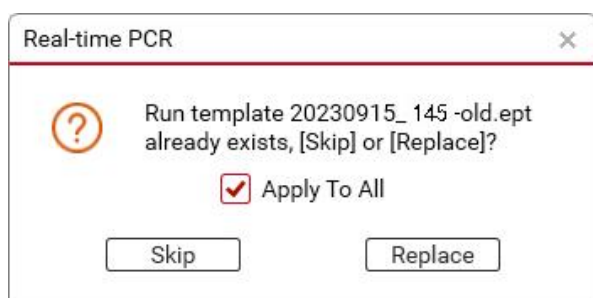 Real-time PCR
Run template 20230915_ 145 -old.ept
already exists, [Skip] or [Replace]?
Apply To All
Skip Replace